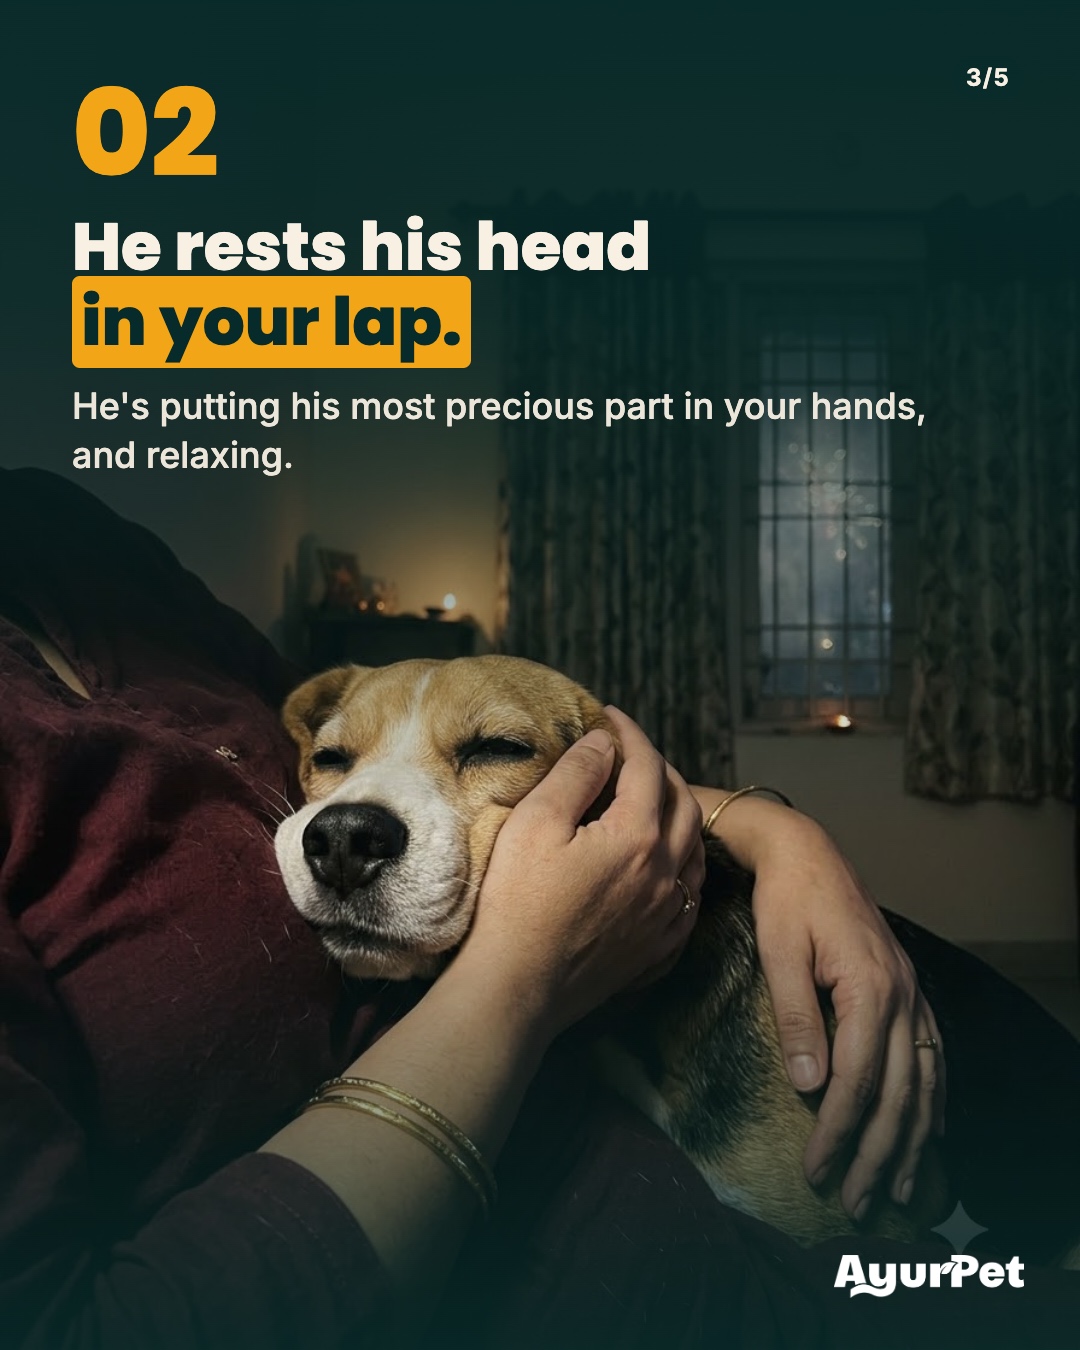 3/5
02
He rests his head
in your lap.
He's putting his most precious part in your hands,
and relaxing.
AyurPet